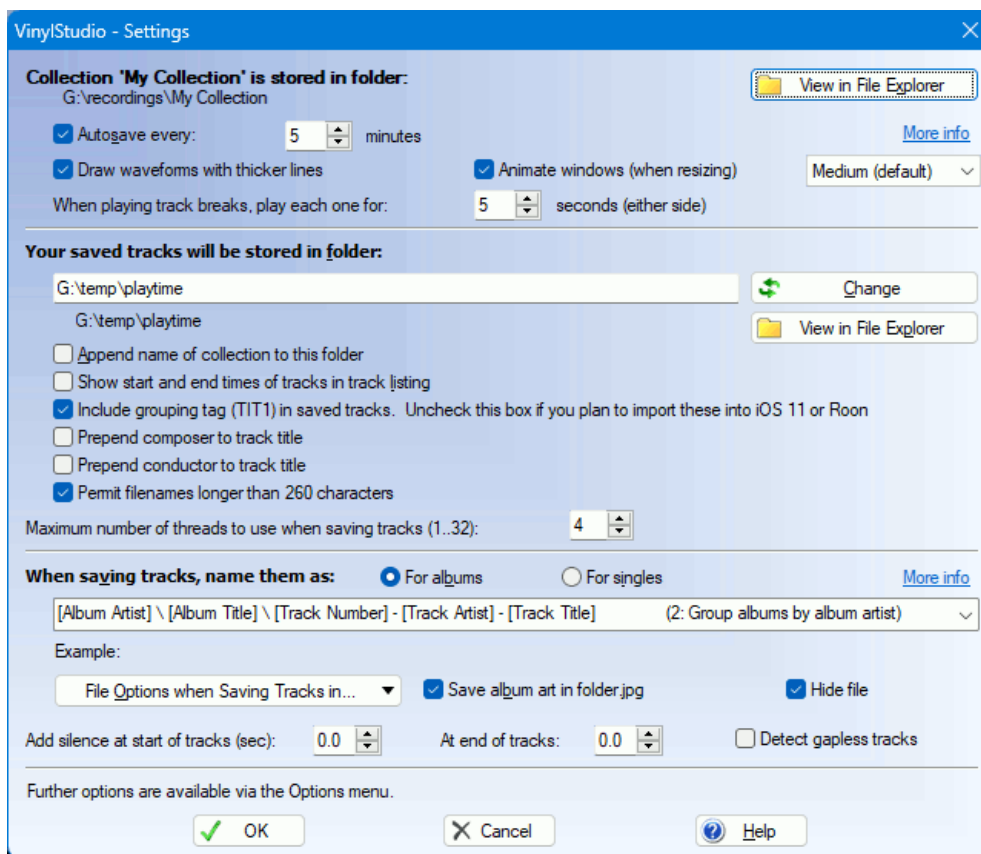 VinylStudio - Settings
Collection 'My Collection' is stored in folder:
G:\recordings\My Collection
View in File Explorer
Autosave every: 5 minutes
More info
Draw waveforms with thicker lines
Animate windows (when resizing)
Medium (default)
When playing track breaks, play each one for: 5 seconds (either side)
Your saved tracks will be stored in folder:
G:\temp\playtime
Change
G:\temp\playtime
View in File Explorer
Append name of collection to this folder
Show start and end times of tracks in track listing
Include grouping tag (TIT1) in saved tracks. Uncheck this box if you plan to import these into iOS 11 or Roon
Prepend composer to track title
Prepend conductor to track title
Permit filenames longer than 260 characters
Maximum number of threads to use when saving tracks (1..32): 4
When saving tracks, name them as: For albums For singles More info
[Album Artist] \ [Album Title] \ [Track Number] - [Track Artist] - [Track Title] (2: Group albums by album artist)
Example:
File Options when Saving Tracks in... Save album art in folder.jpg Hide file
Add silence at start of tracks (sec): 0.0 At end of tracks: 0.0 Detect gapless tracks
Further options are available via the Options menu.
OK Cancel Help